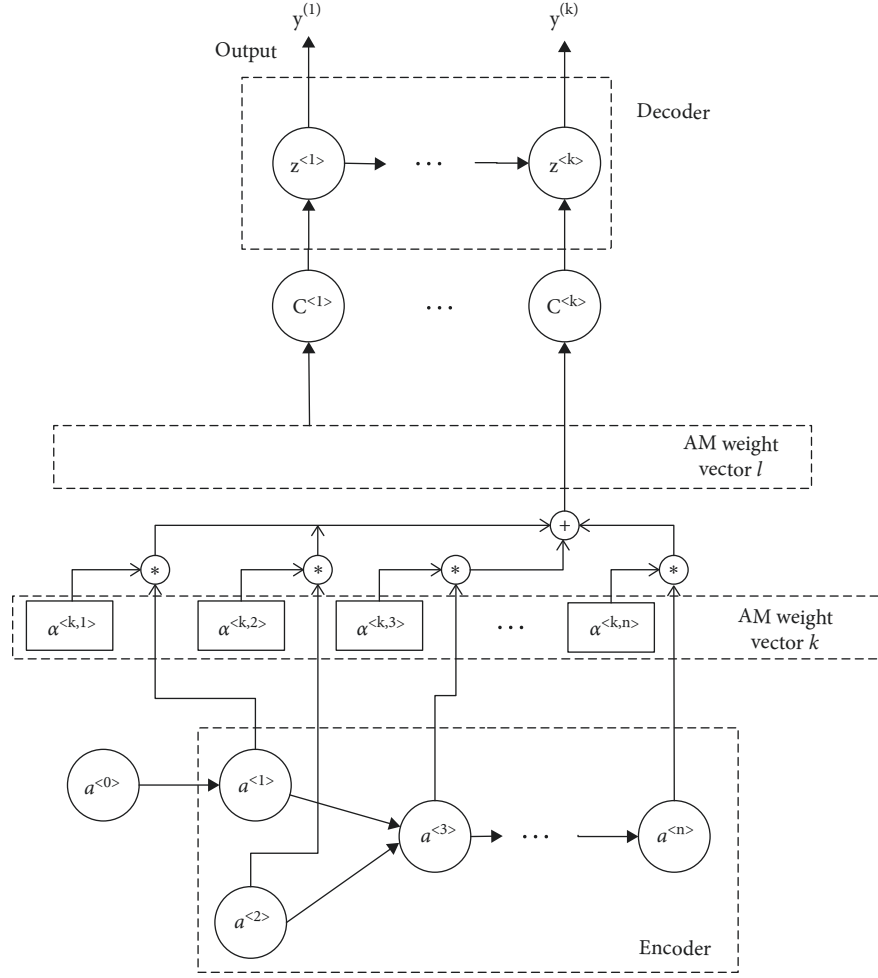 y(1) y(k)
Output
Decoder
z<1> ... z<k>
C<1> ... C<k>
AM weight
vector l
+
* * * *
α<k,1> α<k,2> α<k,3> ... α<k,n>
AM weight
vector k
a<0> a<1>
a<3> ... a<n>
a<2>
Encoder